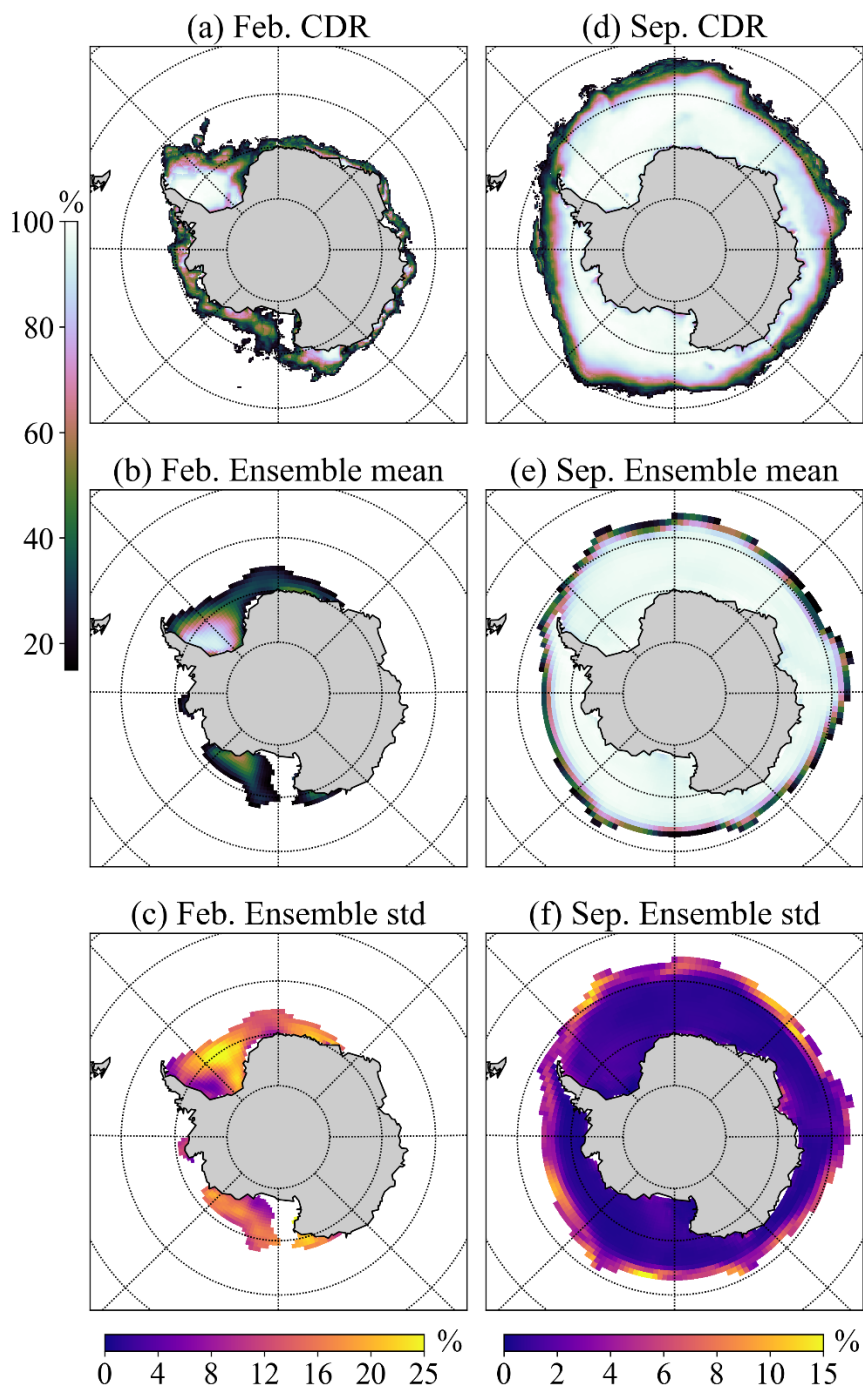 (a) Feb. CDR
(d) Sep. CDR
%
100
80
60
40
20
(b) Feb. Ensemble mean
(e) Sep. Ensemble mean
(c) Feb. Ensemble std
(f) Sep. Ensemble std
0 4 8 12 16 20 25 %
0 2 4 6 8 10 15 %